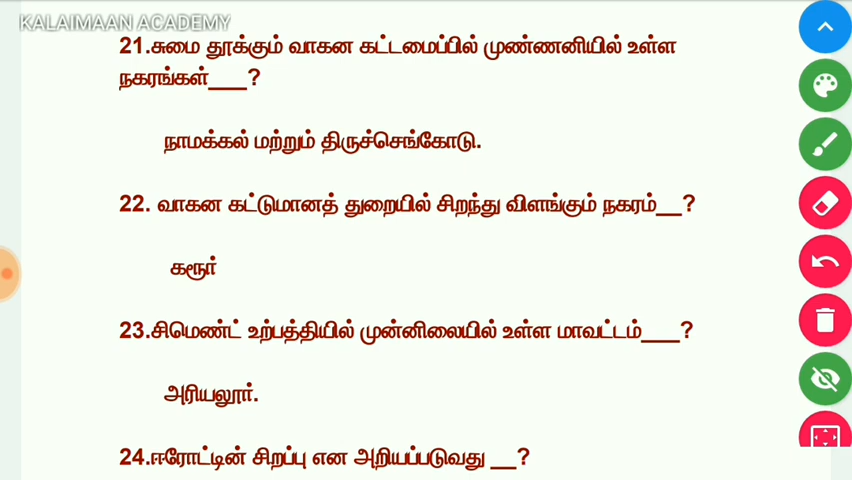 KALAIMAAN ACADEMY
21.சுமை தூக்கும் வாகன கட்டமைப்பில் முண்ணனியில் உள்ள
நகரங்கள்___?
நாமக்கல் மற்றும் திருச்செங்கோடு.
22. வாகன கட்டுமானத் துறையில் சிறந்து விளங்கும் நகரம்__?
கரூர்
23.சிமெண்ட் உற்பத்தியில் முன்னிலையில் உள்ள மாவட்டம்___?
அரியலூர்.
24.ஈரோட்டின் சிறப்பு என அறியப்படுவது __?